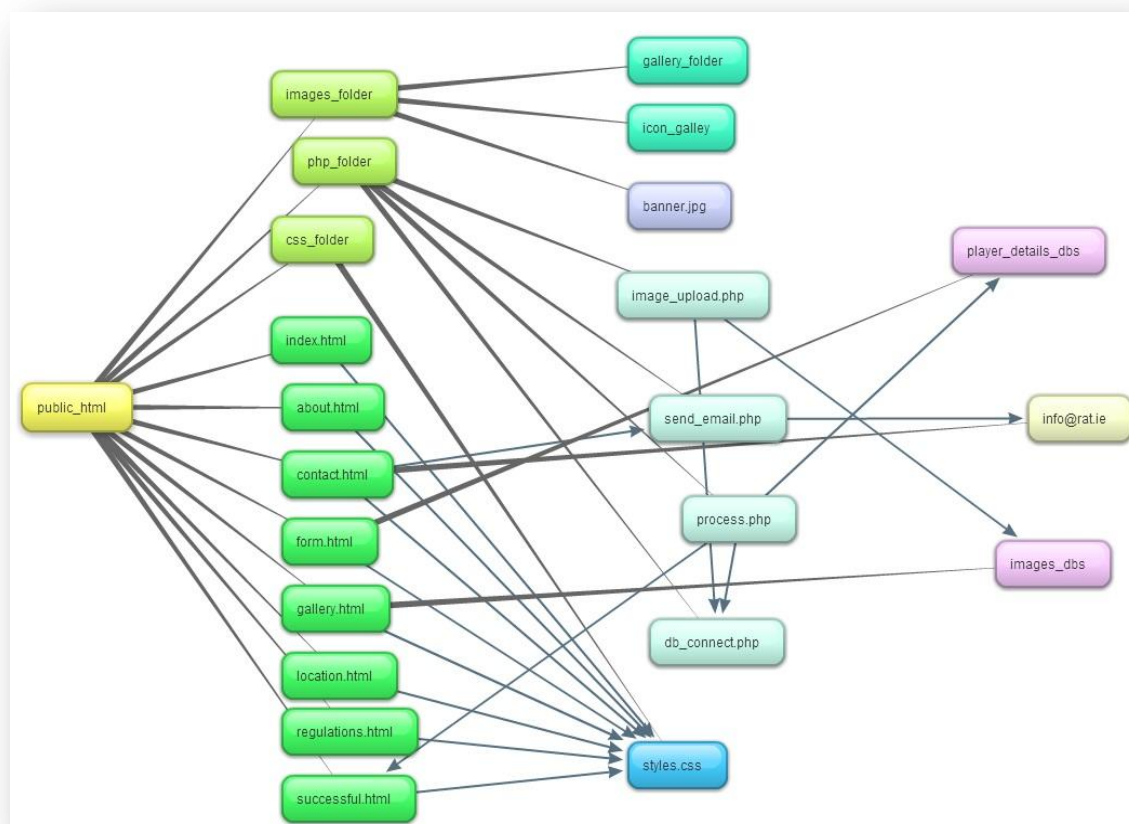 gallery_folder
images_folder
icon_galley
php_folder
banner.jpg
css_folder
player_details_dbs
image_upload.php
index.html
public_html
about.html
send_email.php
info@rat.ie
contact.html
process.php
form.html
images_dbs
gallery.html
db_connect.php
location.html
regulations.html
styles.css
successful.html